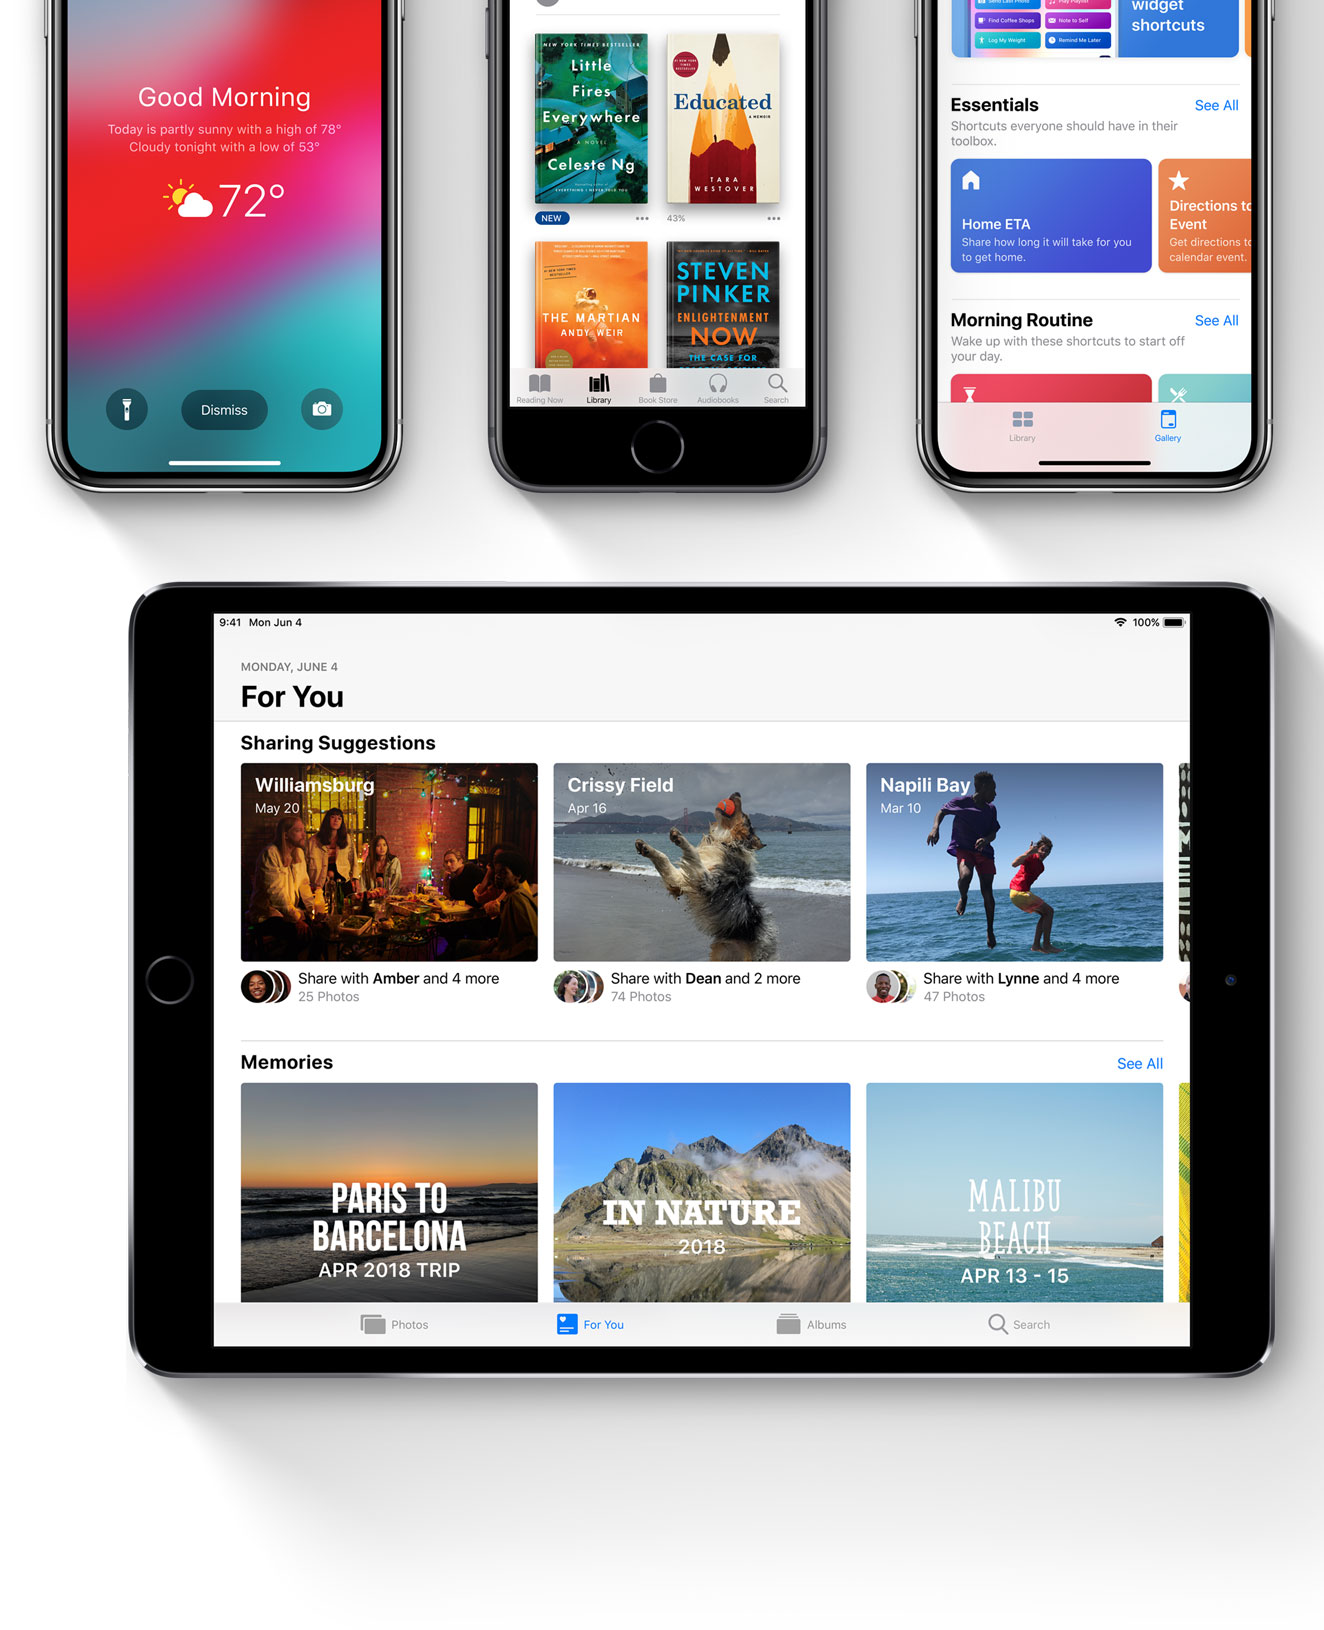 Good Morning
Today is partly sunny with a high of 78°
Cloudy tonight with a low of 53°
72°
Dismiss
NEW YORK TIMES BESTSELLER
Little
Fires
Everywhere
A NOVEL
Celeste Ng
EVERYTHING I NEVER TOLD YOU
NEW
Educated
A MEMOIR
TARA
WESTOVER
43%
THE MARTIAN
ANDY WEIR
STEVEN
PINKER
ENLIGHTENMENT
NOW
THE CASE FOR
Reading Now
Library
Book Store
Audiobooks
Search
Send Last Photo
Play Playlist
Find Coffee Shops
Note to Self
Log My Weight
Remind Me Later
widget
shortcuts
Essentials
See All
Shortcuts everyone should have in their
toolbox.
Home ETA
Share how long it will take for you
to get home.
Directions to
Event
Get directions to
calendar event.
Morning Routine
See All
Wake up with these shortcuts to start off
your day.
Library
Gallery
9:41 Mon Jun 4
100%
MONDAY, JUNE 4
For You
Sharing Suggestions
Williamsburg
May 20
Crissy Field
Apr 16
Napili Bay
Mar 10
Share with Amber and 4 more
25 Photos
Share with Dean and 2 more
74 Photos
Share with Lynne and 4 more
47 Photos
Memories
See All
PARIS TO
BARCELONA
APR 2018 TRIP
IN NATURE
2018
MALIBU
BEACH
APR 13 - 15
Photos
For You
Albums
Search